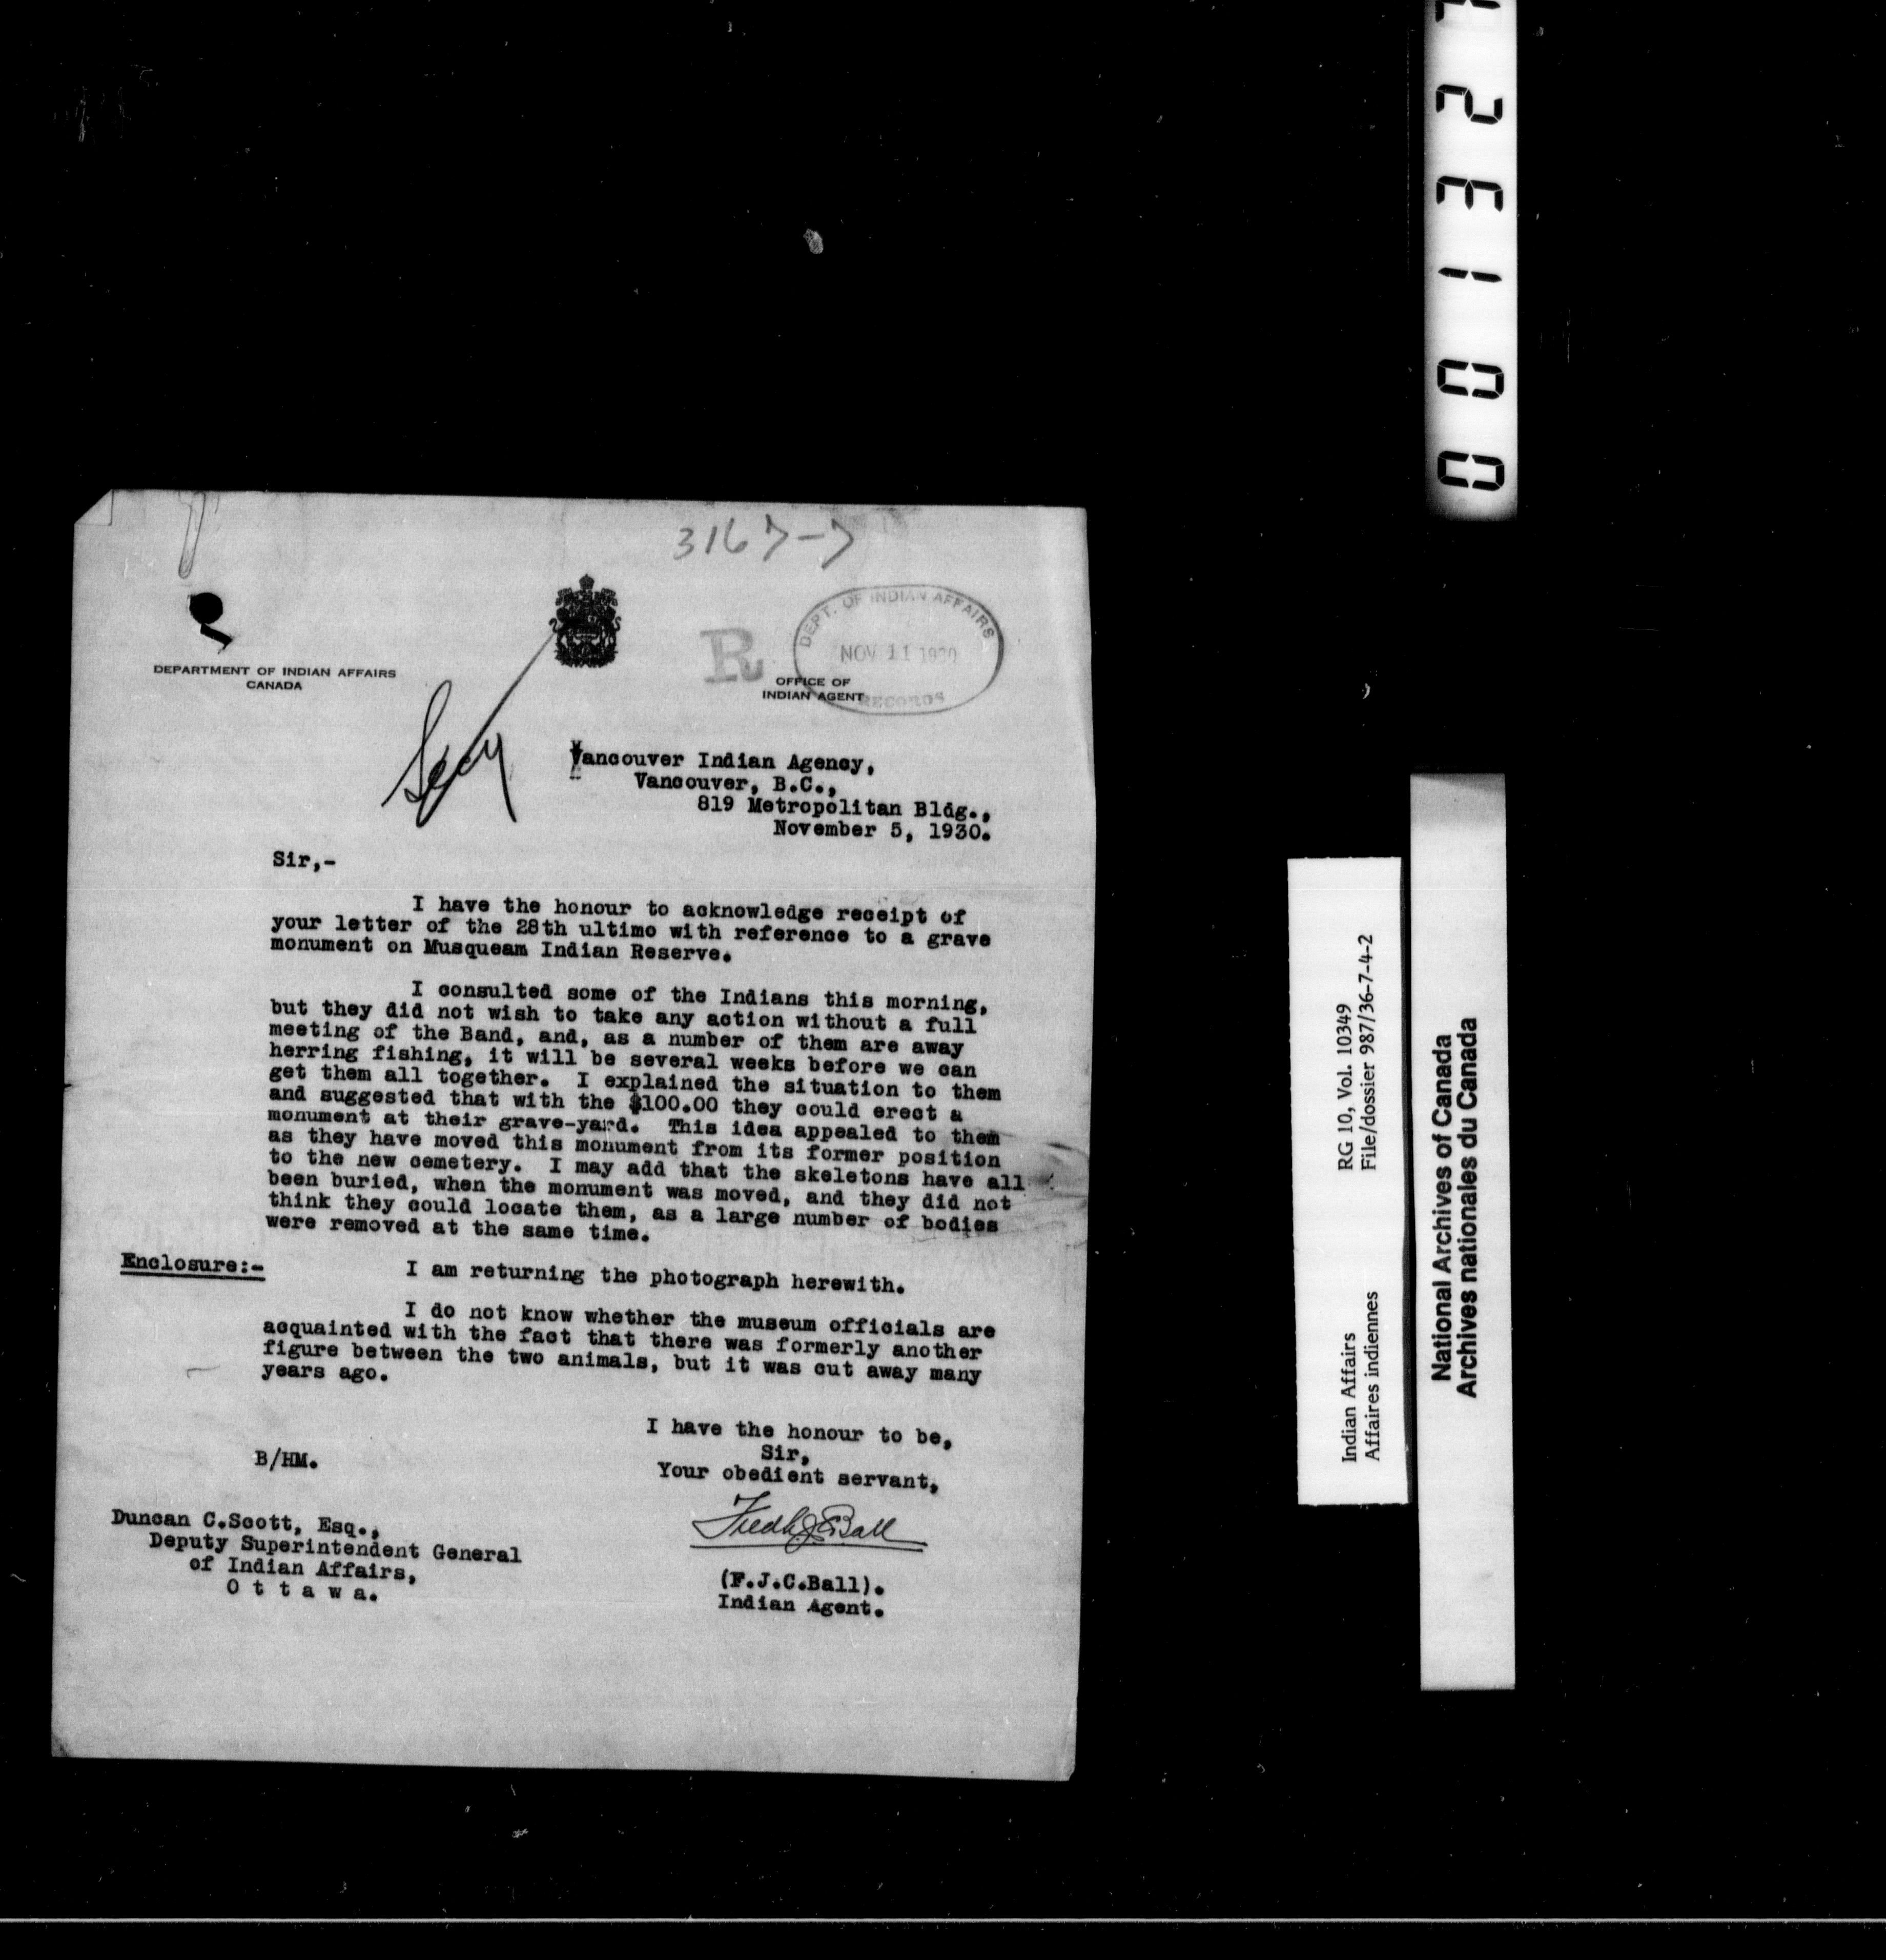 3167-7
DEPARTMENT OF INDIAN AFFAIRS
CANADA
R
DEPT. OF INDIAN AFFAIRS
NOV 11 1930
RECORDS
OFFICE OF
INDIAN AGENT
Secy
Vancouver Indian Agency,
Vancouver, B.C.,
819 Metropolitan Bldg.,
November 5, 1930.
Sir,-
I have the honour to acknowledge receipt of
your letter of the 28th ultimo with reference to a grave
monument on Musqueam Indian Reserve.
I consulted some of the Indians this morning,
but they did not wish to take any action without a full
meeting of the Band, and, as a number of them are away
herring fishing, it will be several weeks before we can
get them all together. I explained the situation to them
and suggested that with the $100.00 they could erect a
monument at their grave-yard. This idea appealed to them
as they have moved this monument from its former position
to the new cemetery. I may add that the skeletons have all
been buried, when the monument was moved, and they did not
think they could locate them, as a large number of bodies
were removed at the same time.
Enclosure:- I am returning the photograph herewith.
I do not know whether the museum officials are
acquainted with the fact that there was formerly another
figure between the two animals, but it was cut away many
years ago.
I have the honour to be,
Sir,
Your obedient servant,
B/HM.
Fredk J C Ball
Duncan C.Scott, Esq.,
Deputy Superintendent General
of Indian Affairs,
O t t a w a.
(F.J.C.Ball).
Indian Agent.
Indian Affairs RG 10, Vol. 10349
Affaires indiennes File/dossier 987/36-7-4-2
National Archives of Canada
Archives nationales du Canada
00132